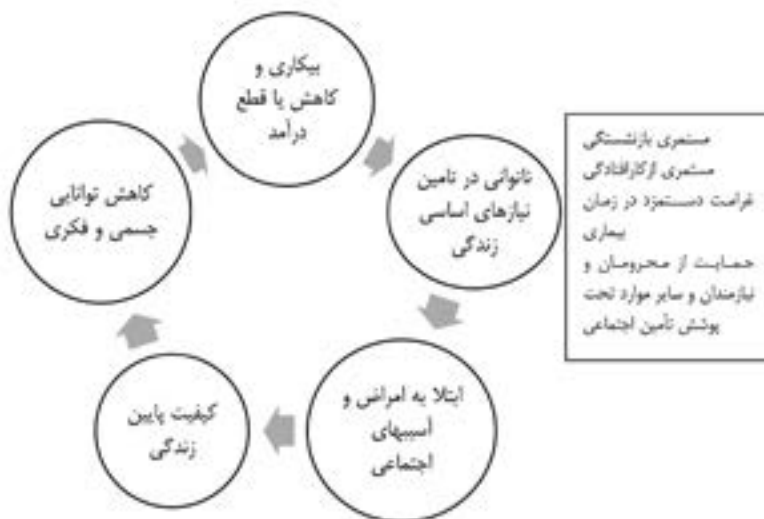 بیکاری و
کاهش یا قطع
درآمد
ناتوانی در تامین
نیازهای اساسی
زندگی
مستمری بازنشستگی
مستمری ازکارافتادگی
غرامت دستمزد در زمان
بیماری
حمایت از محرومان و
نیازمندان و سایر موارد تحت
پوشش تأمین اجتماعی
ابتلا به امراض و
آسیبهای
اجتماعی
کیفیت پایین
زندگی
کاهش توانایی
جسمی و فکری